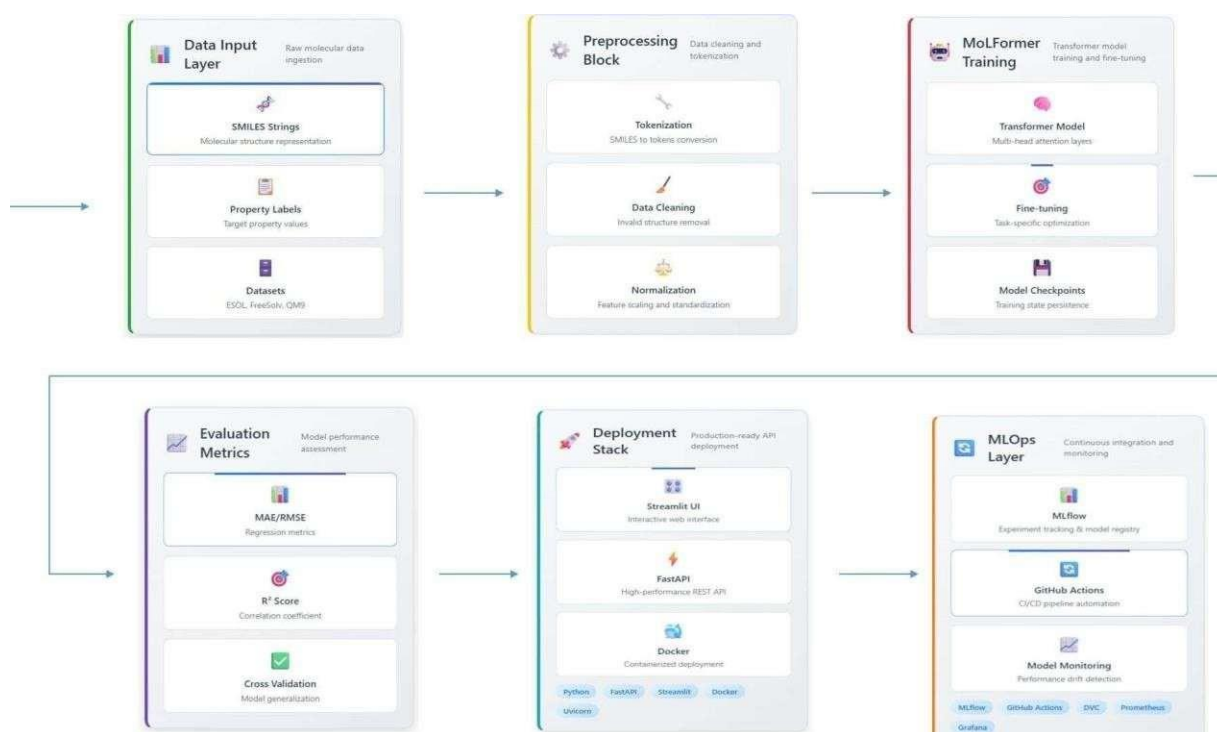 Data Input
Layer
Raw molecular data
ingestion
SMILES Strings
Molecular structure representation
Property Labels
Target property values
Datasets
ESOL, FreeSolv, QM9
Preprocessing
Block
Data cleaning and
tokenization
Tokenization
SMILES to tokens conversion
Data Cleaning
Invalid structure removal
Normalization
Feature scaling and standardization
MoLFormer
Training
Transformer model
training and fine-tuning
Transformer Model
Multi-head attention layers
Fine-tuning
Task-specific optimization
Model Checkpoints
Training state persistence
Evaluation
Metrics
Model performance
assessment
MAE/RMSE
Regression metrics
R² Score
Correlation coefficient
Cross Validation
Model generalization
Deployment
Stack
Production-ready API
deployment
Streamlit UI
Interactive web interface
FastAPI
High-performance REST API
Docker
Containerized deployment
Python FastAPI Streamlit Docker
Uvicorn
MLOps
Layer
Continuous integration and
monitoring
MLflow
Experiment tracking & model registry
GitHub Actions
CI/CD pipeline automation
Model Monitoring
Performance drift detection
MLflow GitHub Actions DVC Prometheus
Grafana